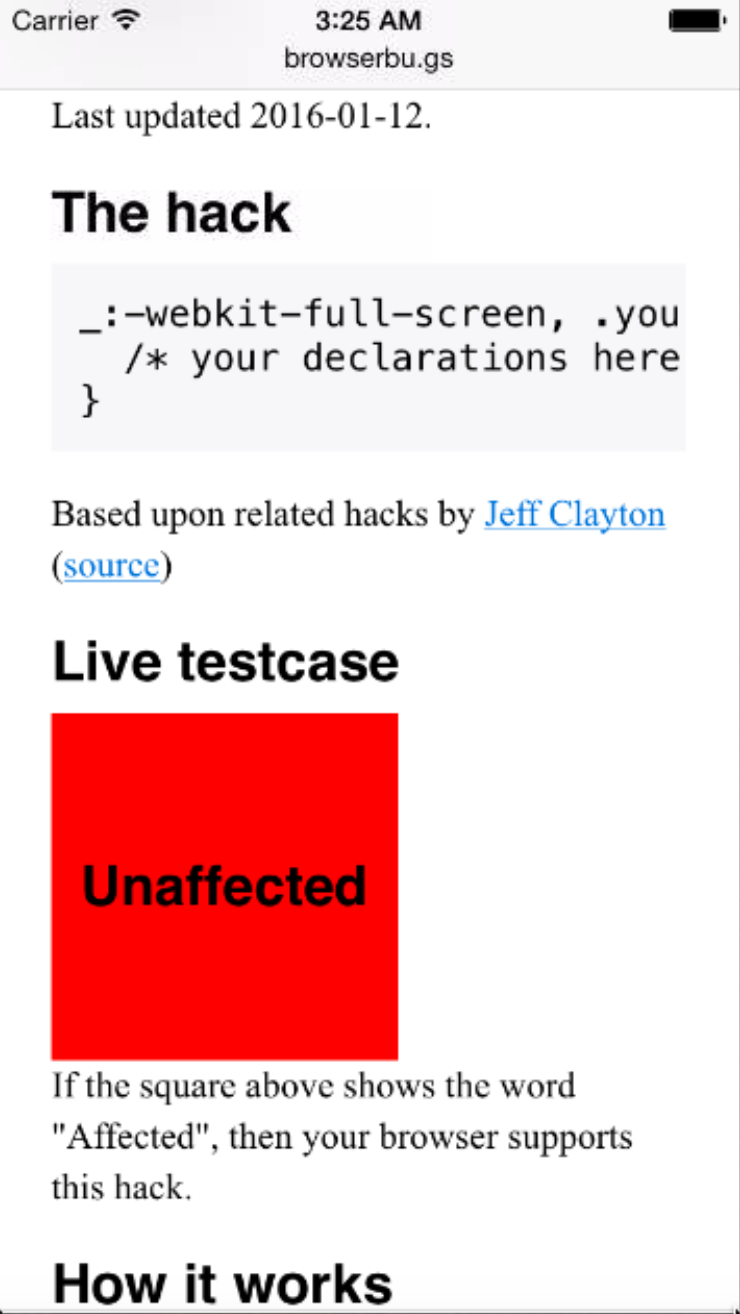 Carrier 3:25 AM
browserbu.gs
Last updated 2016-01-12.
The hack
_:-webkit-full-screen, .you
/* your declarations here
}
Based upon related hacks by Jeff Clayton
(source)
Live testcase
Unaffected
If the square above shows the word
"Affected", then your browser supports
this hack.
How it works